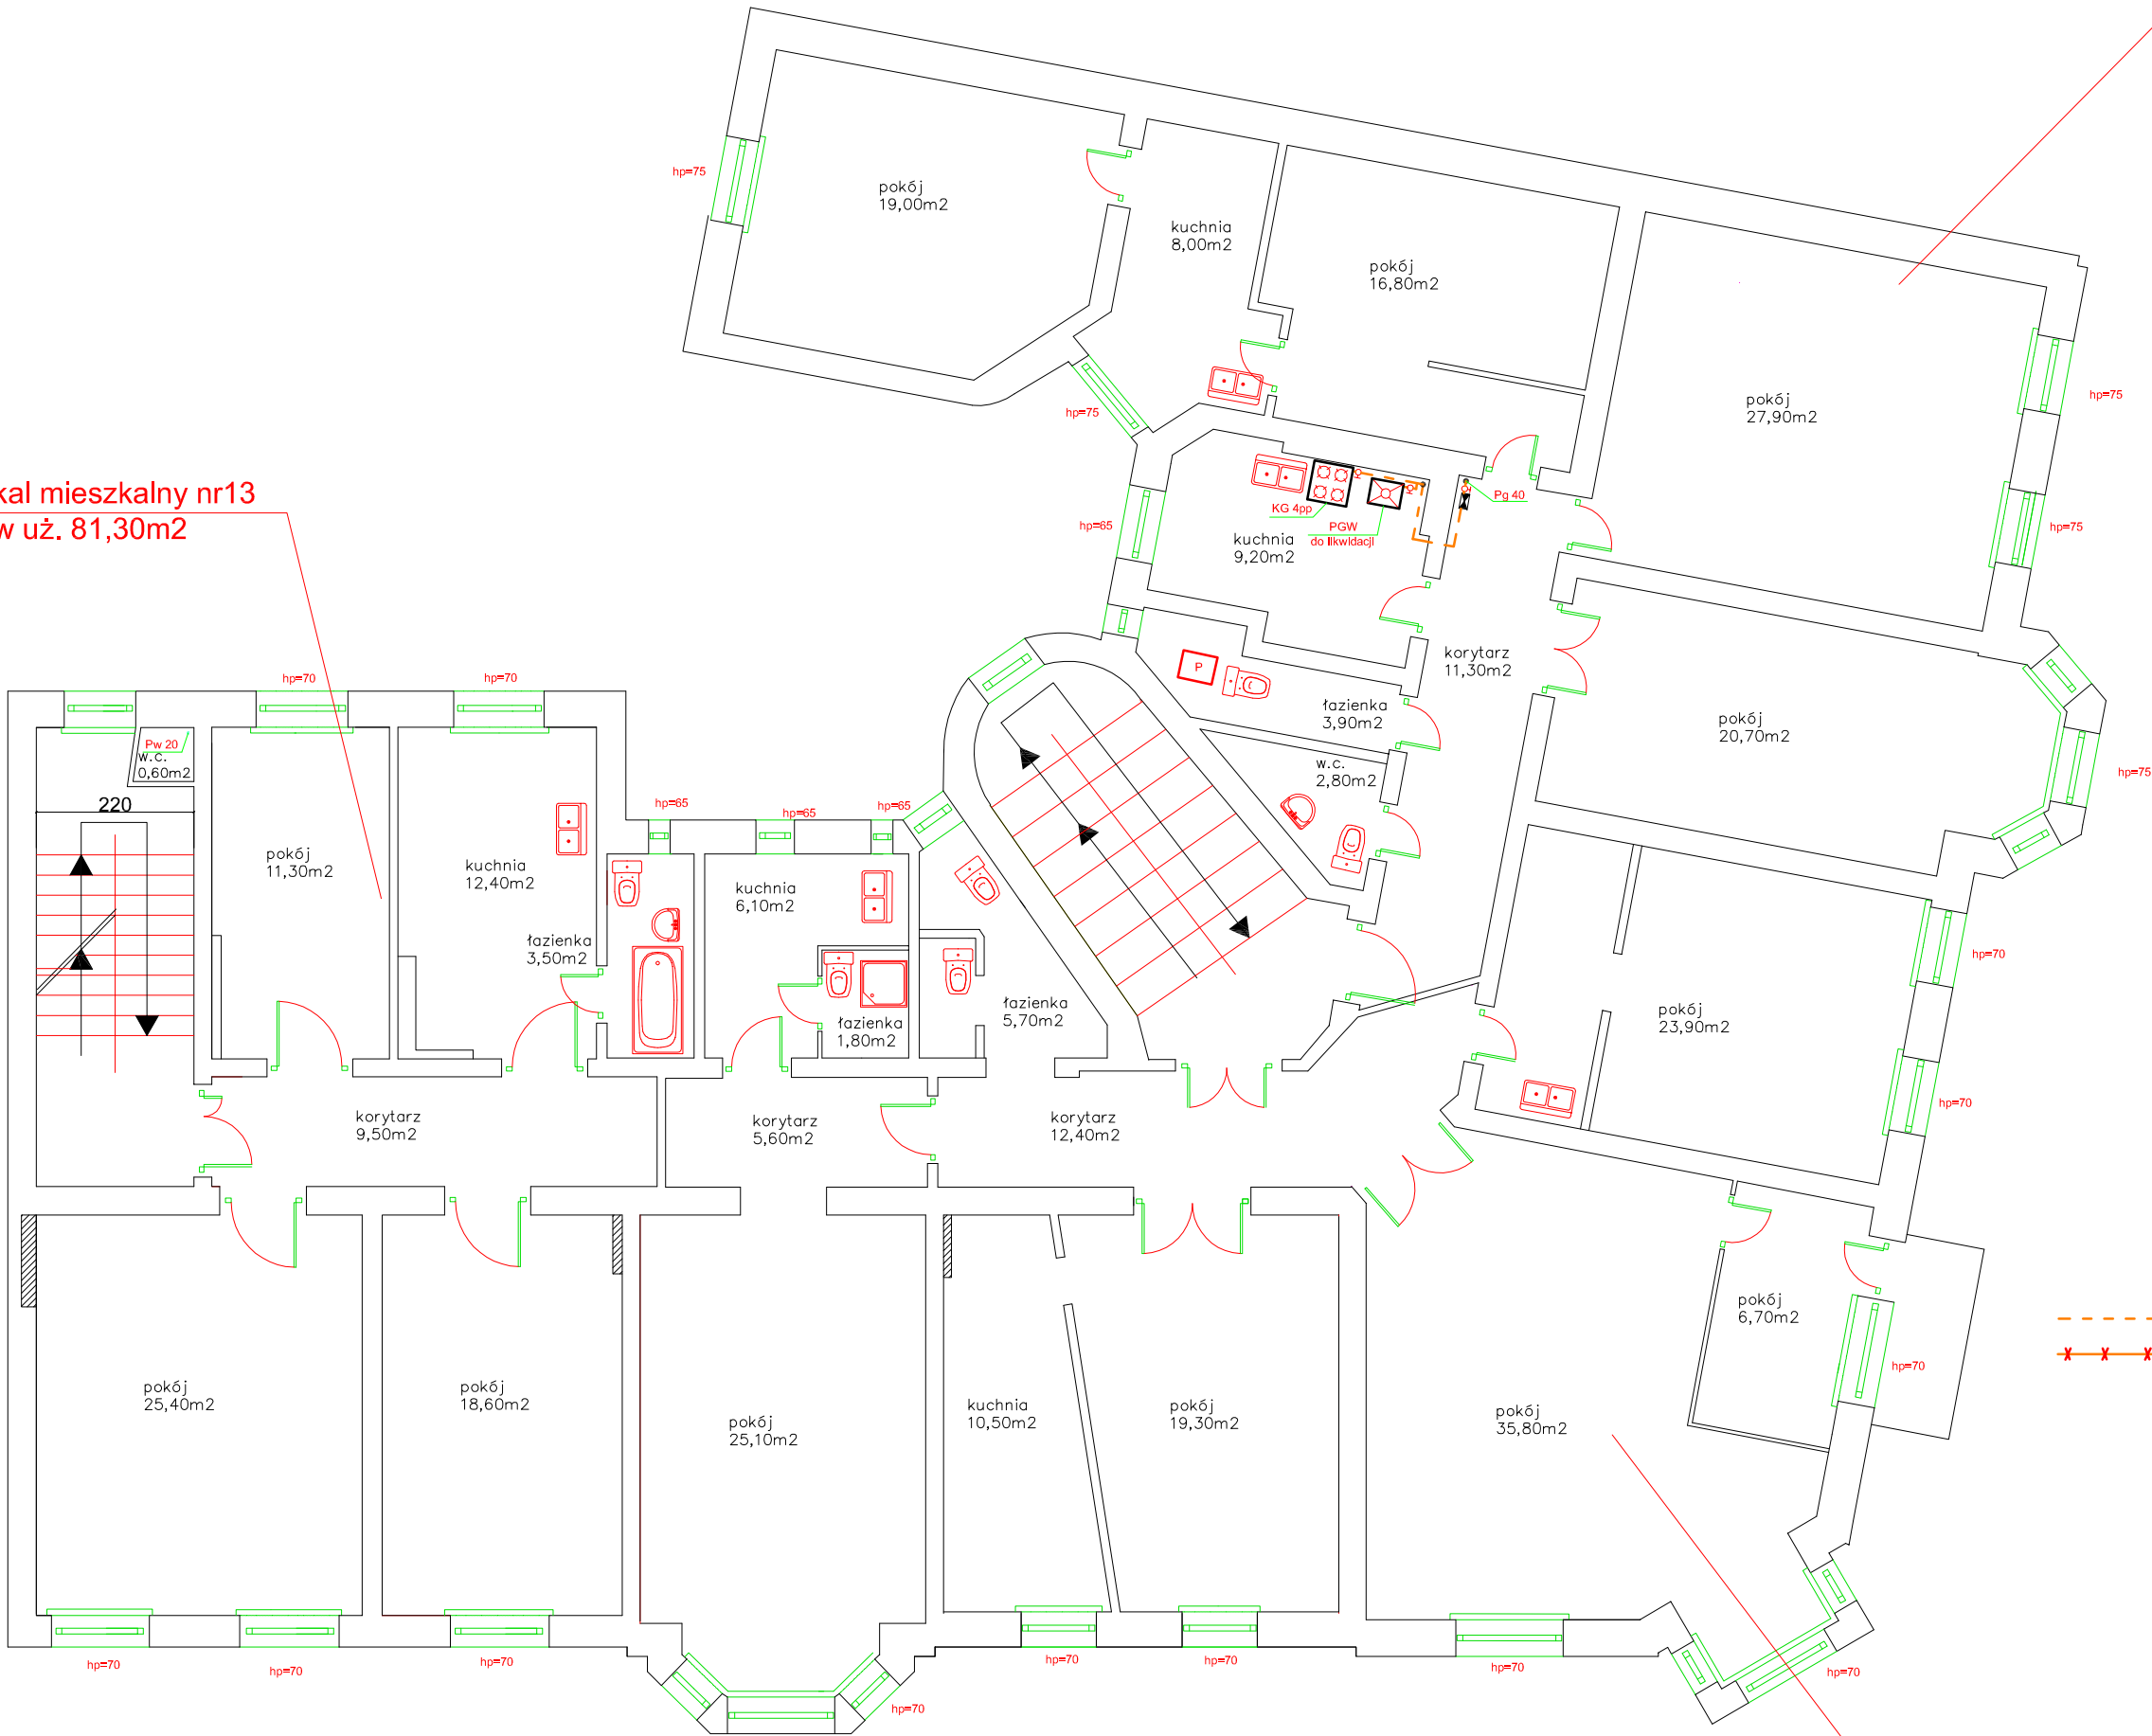 hp=75
pokój
19,00m2
kuchnia
8,00m2
pokój
16,80m2
pokój
27,90m2
hp=75
hp=75
kal mieszkalny nr13
w uż. 81,30m2
hp=65
KG 4pp
PGW
do likwidacji
Pg 40
kuchnia
9,20m2
hp=75
hp=70
hp=70
P
korytarz
11,30m2
łazienka
3,90m2
pokój
20,70m2
Pw 20
w.c.
0,60m2
w.c.
2,80m2
hp=75
220
hp=65
hp=65
hp=65
pokój
11,30m2
kuchnia
12,40m2
kuchnia
6,10m2
łazienka
3,50m2
hp=70
łazienka
5,70m2
łazienka
1,80m2
pokój
23,90m2
korytarz
9,50m2
korytarz
5,60m2
korytarz
12,40m2
hp=70
pokój
6,70m2
hp=70
pokój
25,40m2
pokój
18,60m2
pokój
25,10m2
kuchnia
10,50m2
pokój
19,30m2
pokój
35,80m2
hp=70
hp=70
hp=70
hp=70
hp=70
hp=70
hp=70
hp=70